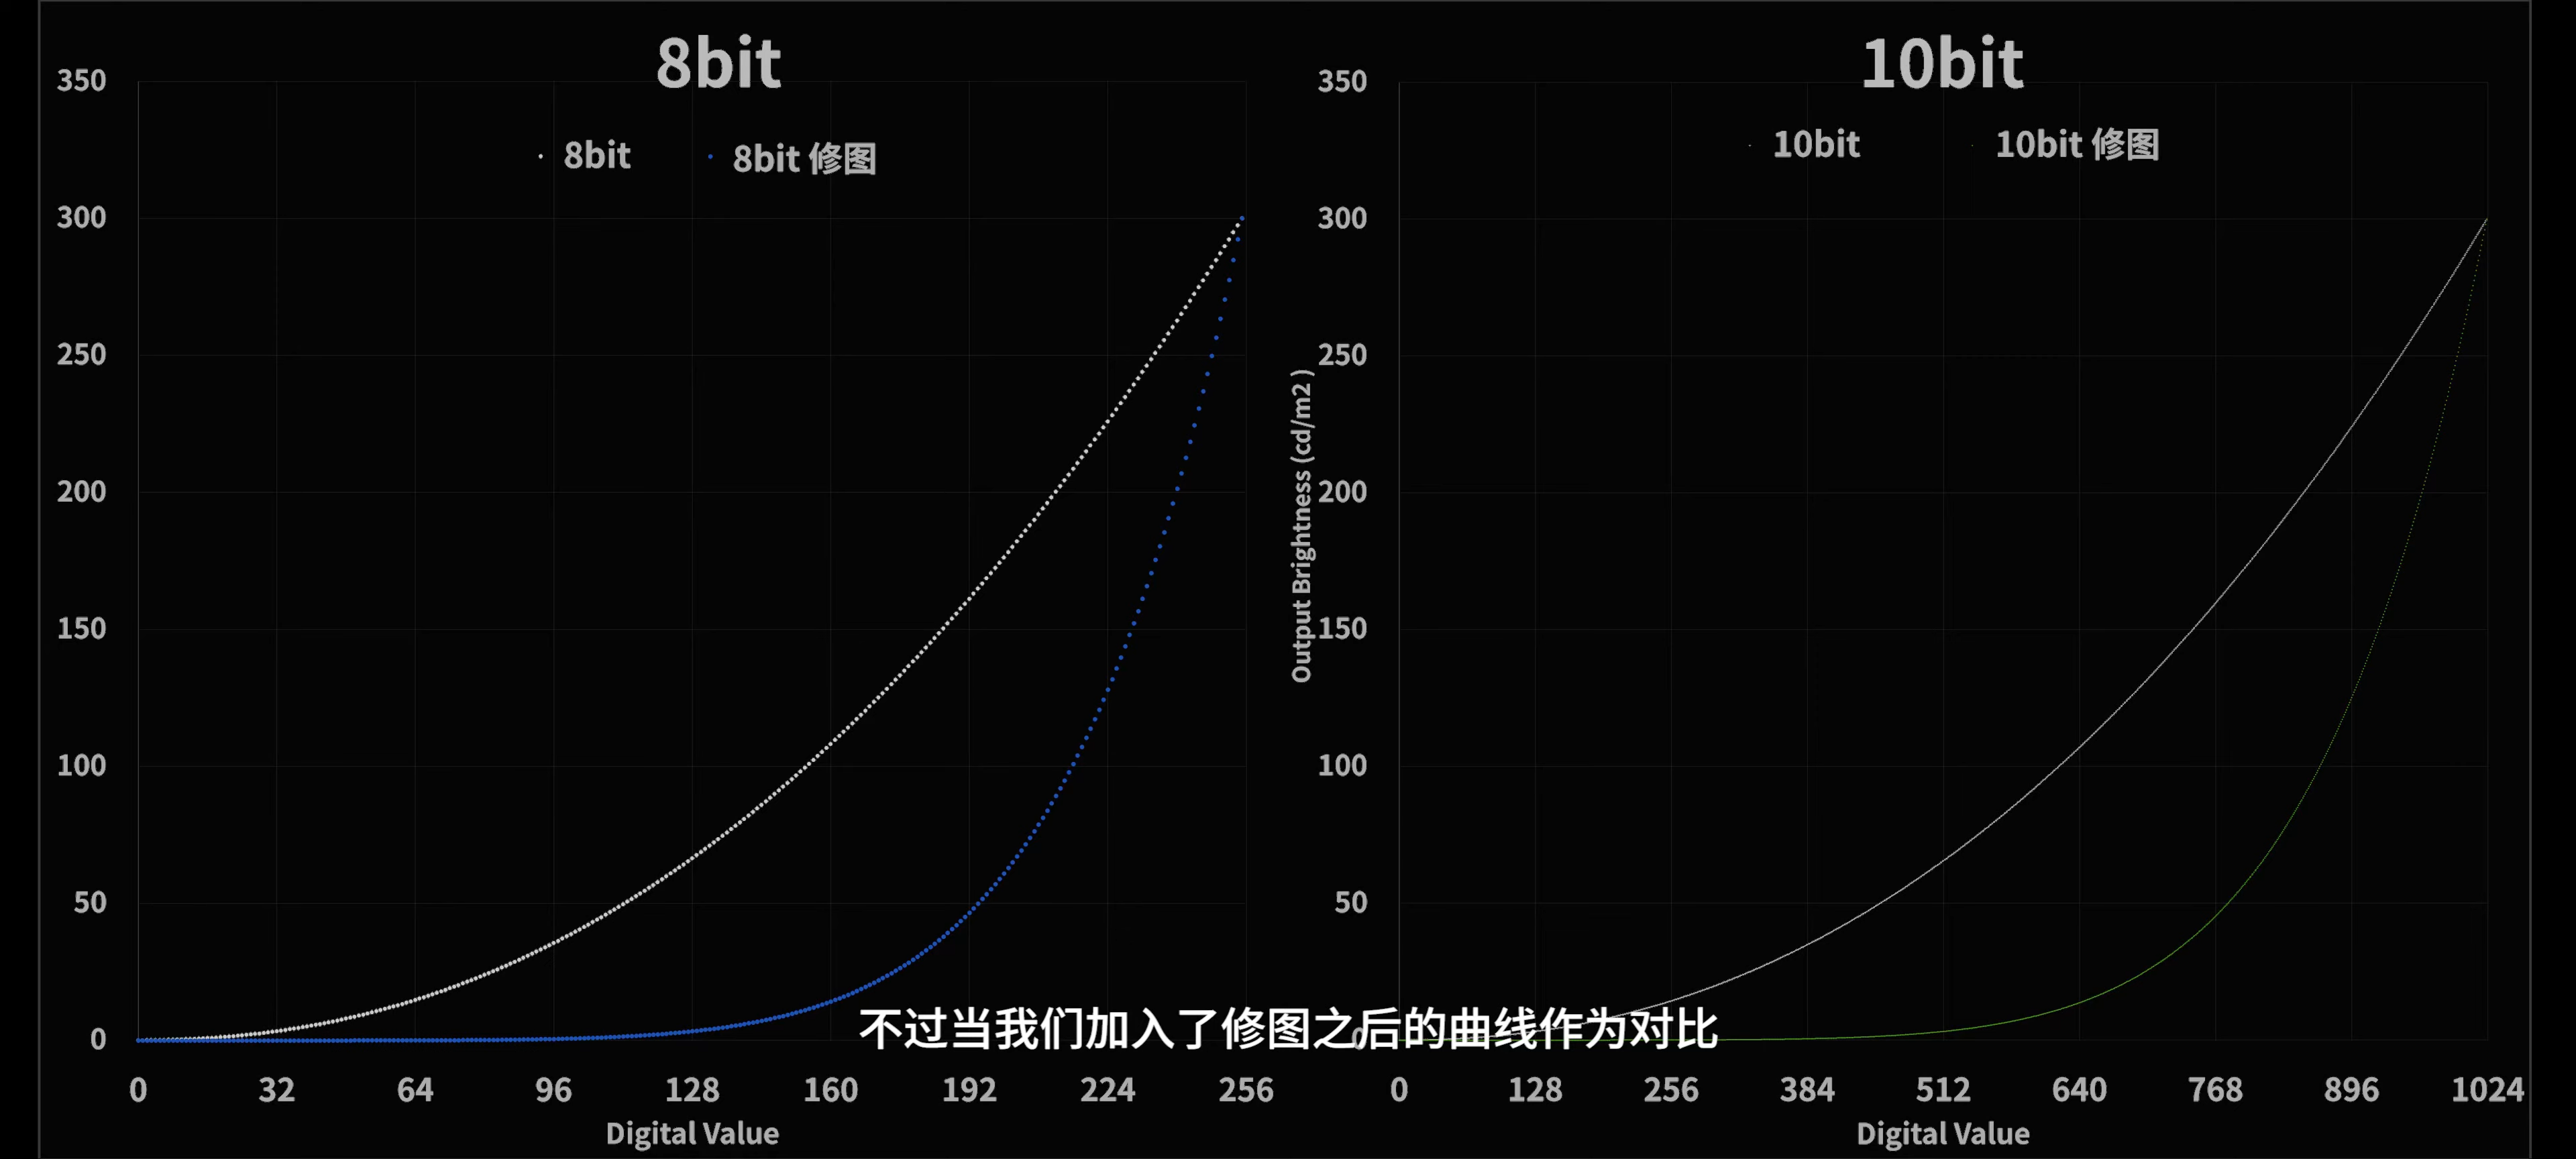 8bit
8bit
8bit 修图
350
300
250
200
150
100
50
0
0 32 64 96 128 160 192 224 256
Digital Value
10bit
10bit
10bit 修图
Output Brightness (cd/m2 )
350
300
250
200
150
100
50
0
0 128 256 384 512 640 768 896 1024
Digital Value
不过当我们加入了修图之后的曲线作为对比